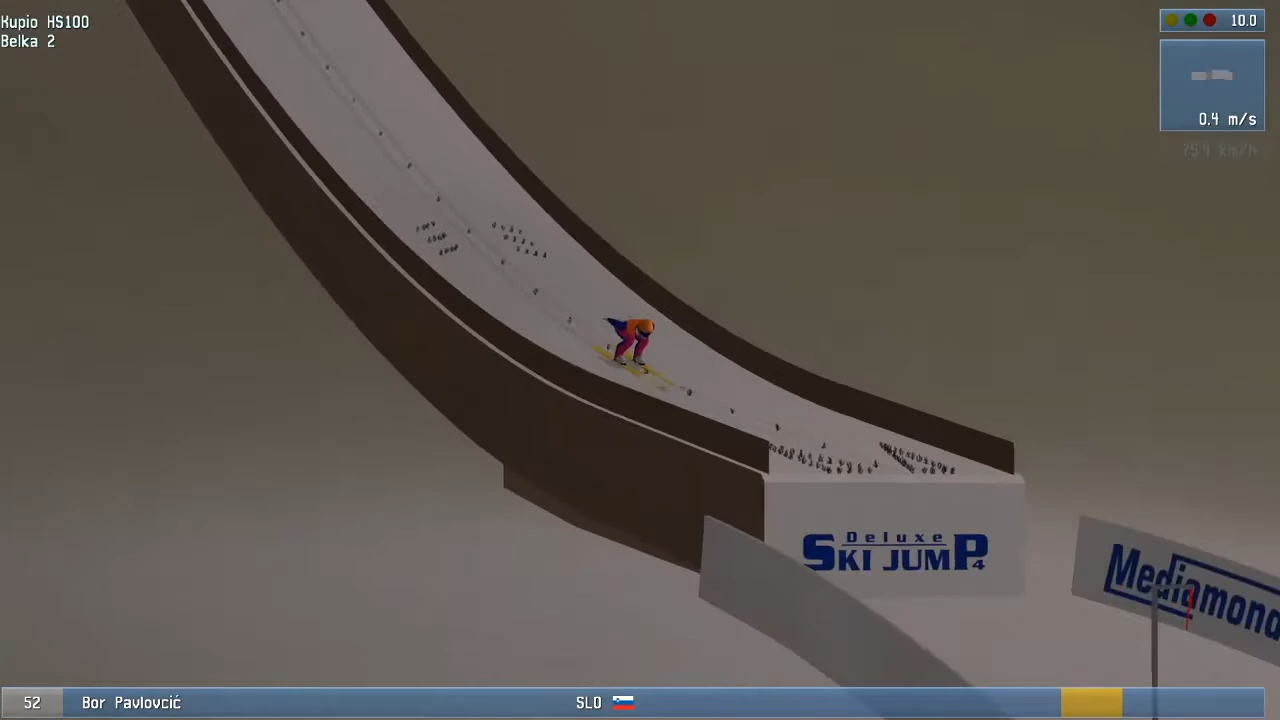 Kupio HS100
Belka 2
10.0
0.4 m/s
Deluxe
SKI JUMP
4
Mediamond
52 Bor Pavlovcić SLO